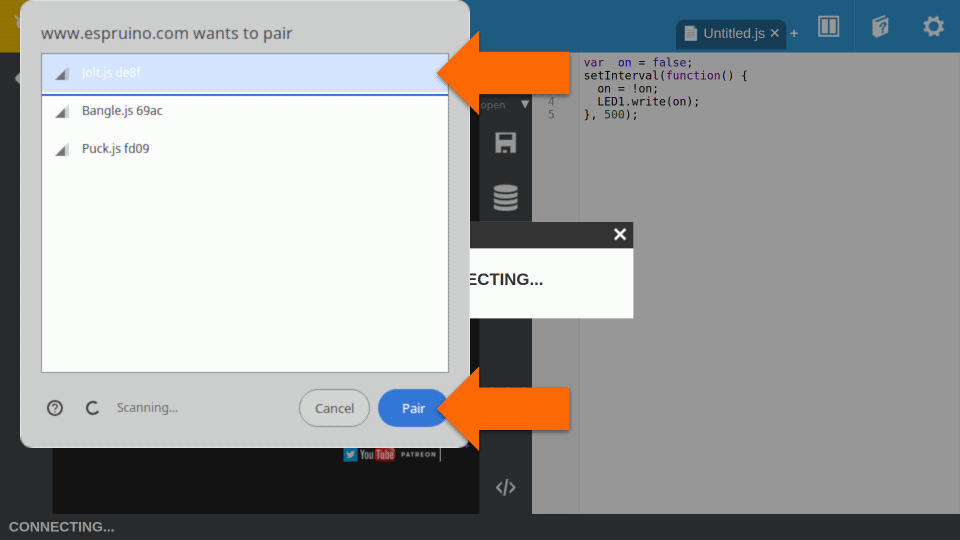 www.espruino.com wants to pair
Jolt.js de8f
Bangle.js 69ac
Puck.js fd09
Scanning...
Cancel
Pair
Untitled.js
open
var on = false;
setInterval(function() {
on = !on;
4 LED1.write(on);
5 }, 500);
ECTING...
YouTube PATREON
CONNECTING...